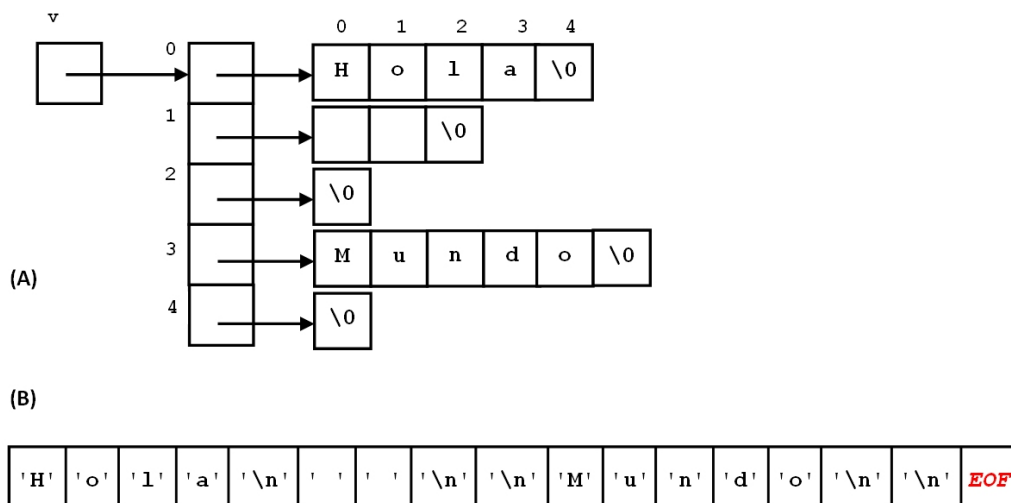 v
0 1 2 3 4
0 H o l a \0
1 \0
2 \0
3 M u n d o \0
(A)
4 \0
(B)
'H' 'o' 'l' 'a' '\n' ' ' ' ' '\n' '\n' 'M' 'u' 'n' 'd' 'o' '\n' '\n' EOF